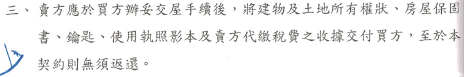 三、賣方應於買方辦妥交屋手續後，將建物及土地所有權狀、房屋保固
書、鑰匙、使用執照影本及賣方代繳稅費之收據交付買方，至於本
契約則無須返還。